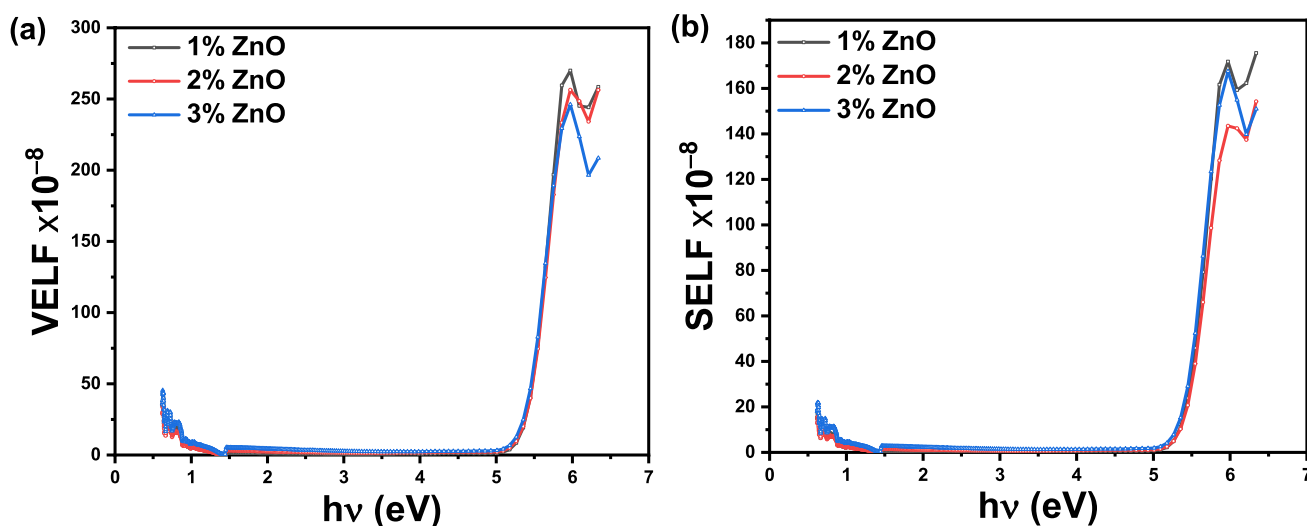 (a)
300
250
200
150
100
50
0
VELF ×10⁻⁸
1% ZnO
2% ZnO
3% ZnO
0 1 2 3 4 5 6 7
hν (eV)
(b)
180
160
140
120
100
80
60
40
20
0
SELF ×10⁻⁸
1% ZnO
2% ZnO
3% ZnO
0 1 2 3 4 5 6 7
hν (eV)